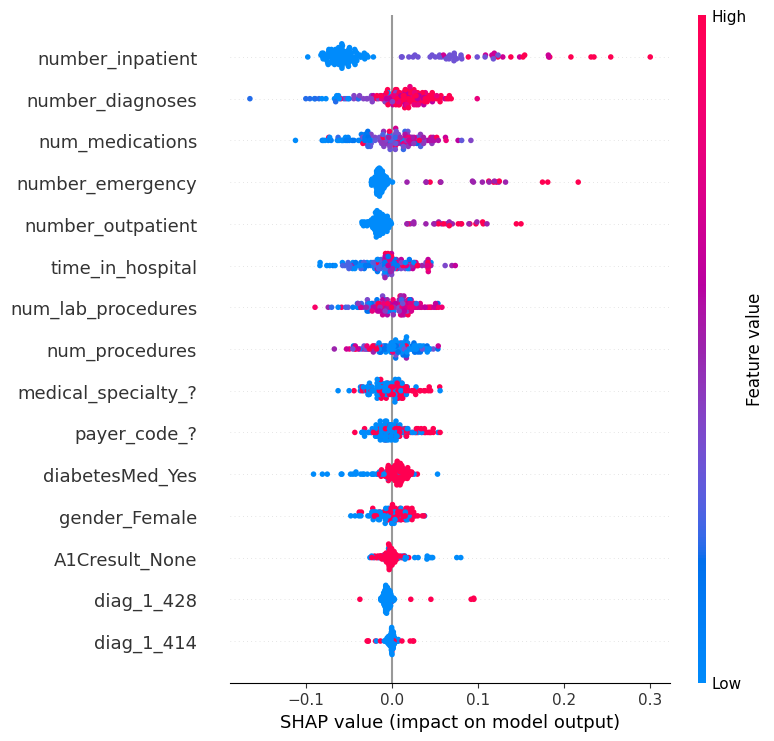 High
number_inpatient
number_diagnoses
num_medications
number_emergency
number_outpatient
time_in_hospital
num_lab_procedures
num_procedures
medical_specialty_?
payer_code_?
diabetesMed_Yes
gender_Female
A1Cresult_None
diag_1_428
diag_1_414
Feature value
Low
−0.1 0.0 0.1 0.2 0.3
SHAP value (impact on model output)